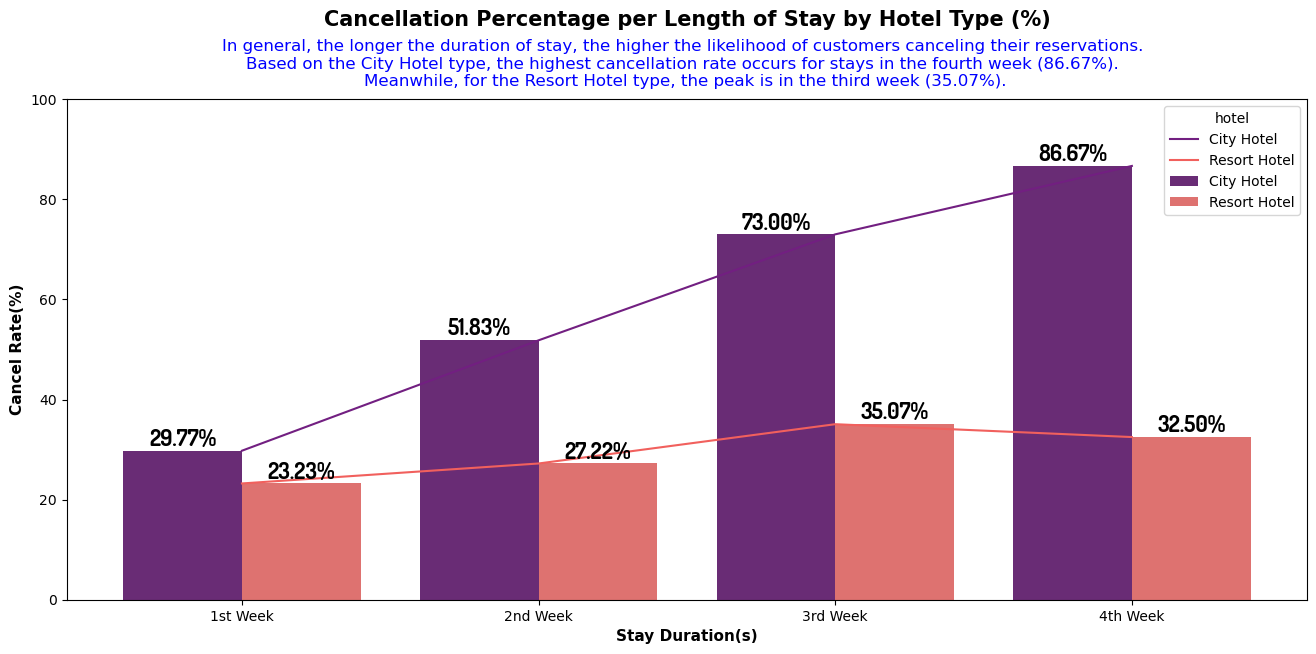 Cancellation Percentage per Length of Stay by Hotel Type (%)
In general, the longer the duration of stay, the higher the likelihood of customers canceling their reservations.
Based on the City Hotel type, the highest cancellation rate occurs for stays in the fourth week (86.67%).
Meanwhile, for the Resort Hotel type, the peak is in the third week (35.07%).
100
80
60
40
20
0
Cancel Rate(%)
29.77%
23.23%
51.83%
27.22%
73.00%
35.07%
86.67%
32.50%
hotel
City Hotel
Resort Hotel
City Hotel
Resort Hotel
1st Week
2nd Week
3rd Week
4th Week
Stay Duration(s)